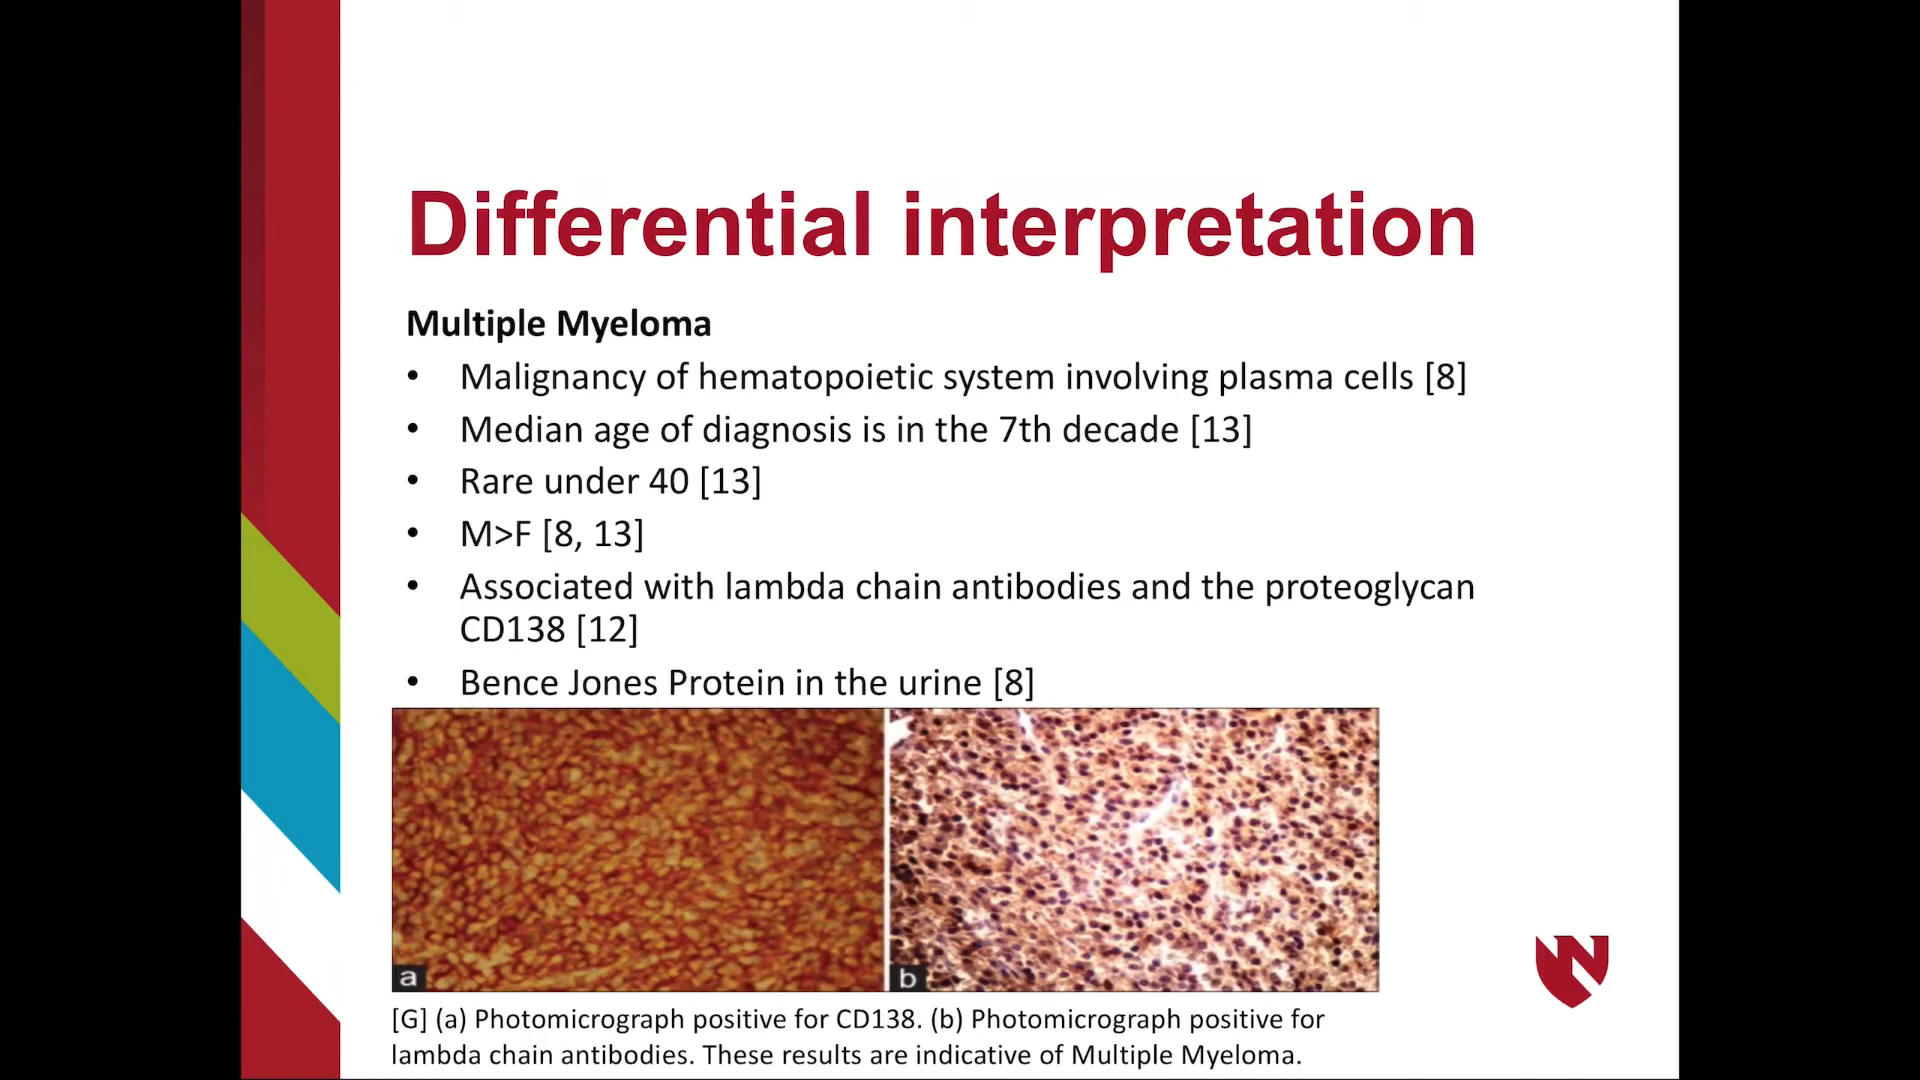 Differential interpretation
Multiple Myeloma
• Malignancy of hematopoietic system involving plasma cells [8]
• Median age of diagnosis is in the 7th decade [13]
• Rare under 40 [13]
• M>F [8, 13]
• Associated with lambda chain antibodies and the proteoglycan
CD138 [12]
• Bence Jones Protein in the urine [8]
a b
[G] (a) Photomicrograph positive for CD138. (b) Photomicrograph positive for
lambda chain antibodies. These results are indicative of Multiple Myeloma.